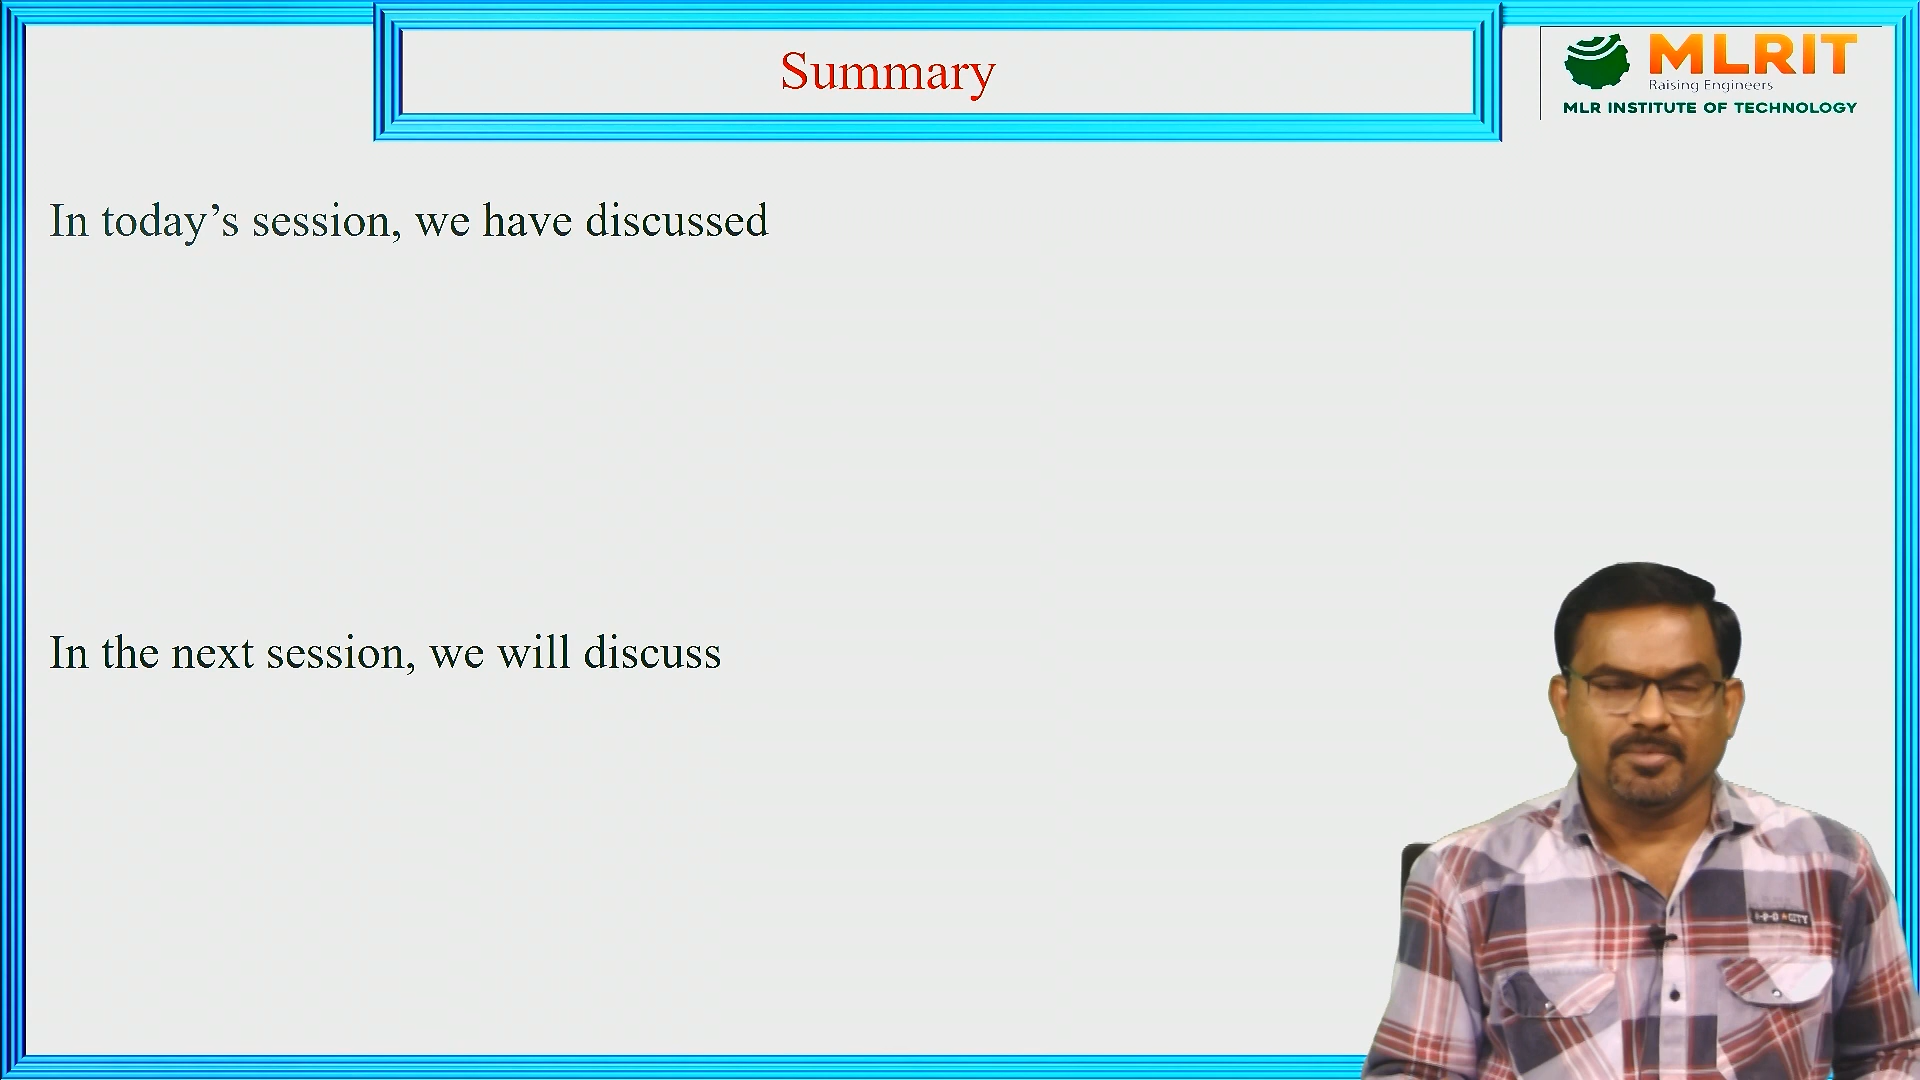 Summary
MLRIT
Raising Engineers
MLR INSTITUTE OF TECHNOLOGY
In today’s session, we have discussed
In the next session, we will discuss